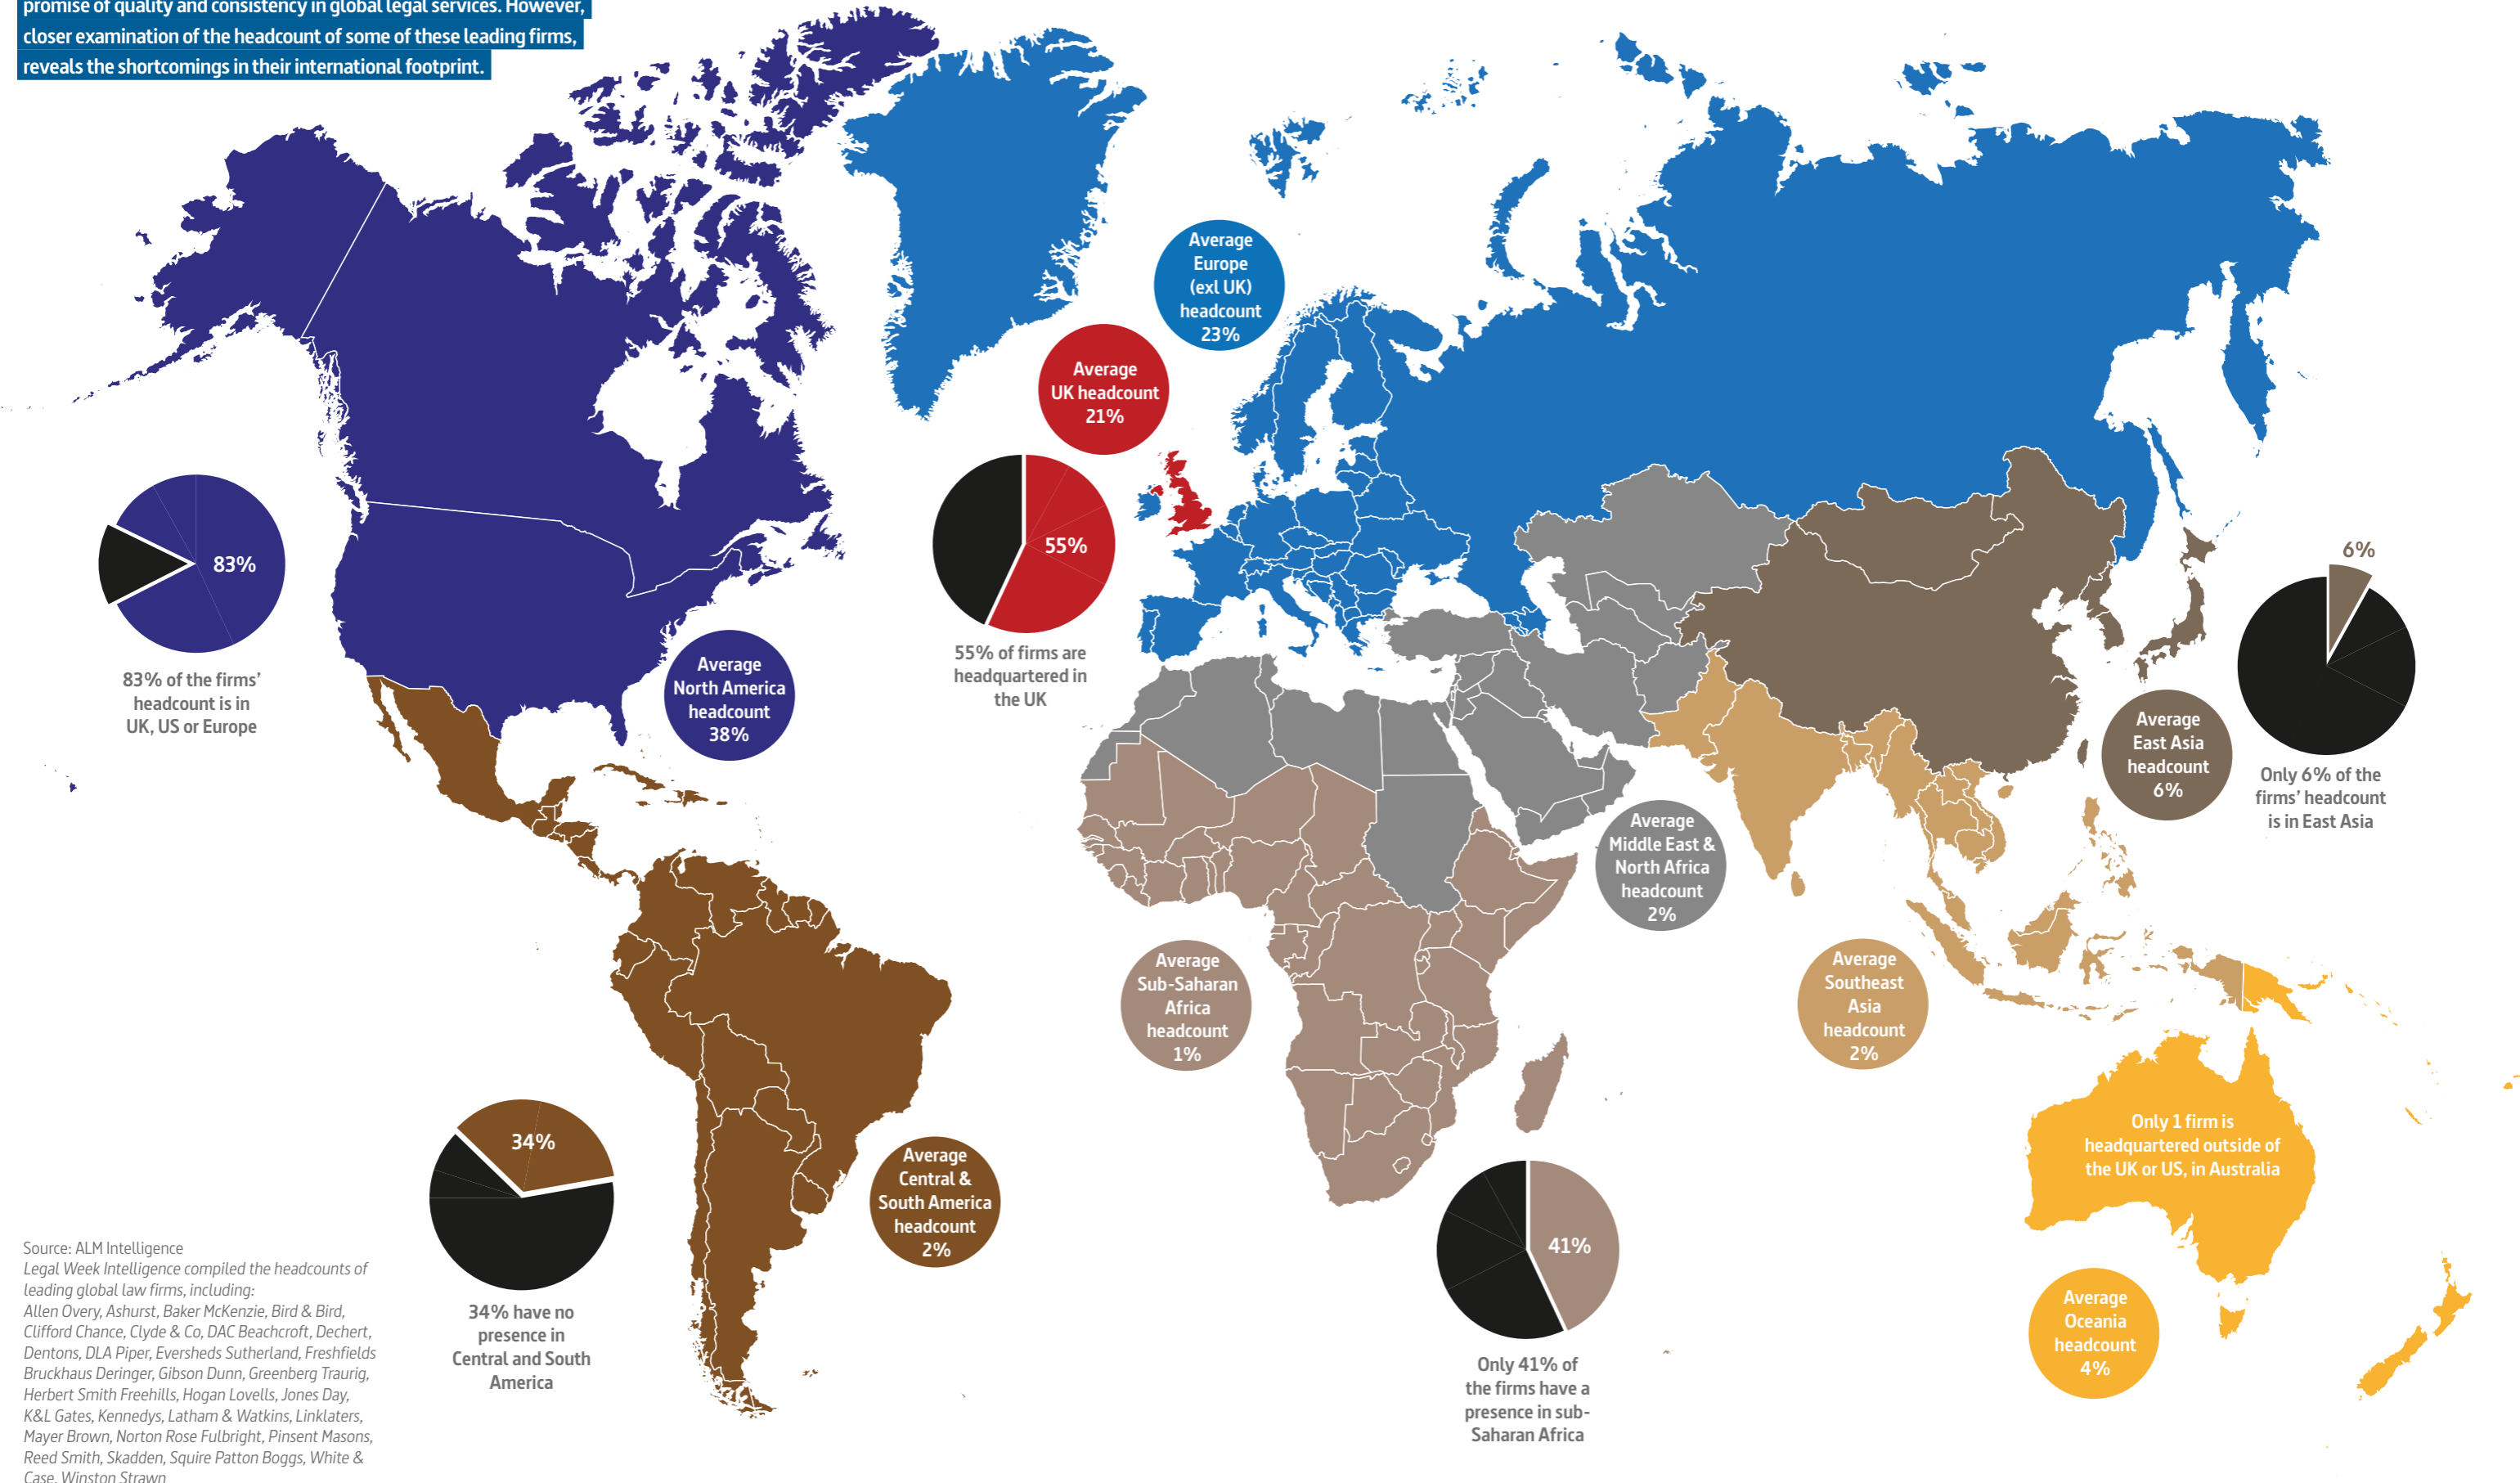 promise of quality and consistency in global legal services. However,
closer examination of the headcount of some of these leading firms,
reveals the shortcomings in their international footprint.
Average
Europe
(exl UK)
headcount
23%
Average
UK headcount
21%
83%
83% of the firms’
headcount is in
UK, US or Europe
55%
55% of firms are
headquartered in
the UK
Average
North America
headcount
38%
6%
Only 6% of the
firms’ headcount
is in East Asia
Average
East Asia
headcount
6%
Average
Middle East &
North Africa
headcount
2%
Average
Sub-Saharan
Africa
headcount
1%
Average
Southeast
Asia
headcount
2%
Only 1 firm is
headquartered outside of
the UK or US, in Australia
34%
34% have no
presence in
Central and South
America
Average
Central &
South America
headcount
2%
41%
Only 41% of
the firms have a
presence in sub-
Saharan Africa
Average
Oceania
headcount
4%
Source: ALM Intelligence
Legal Week Intelligence compiled the headcounts of
leading global law firms, including:
Allen Overy, Ashurst, Baker McKenzie, Bird & Bird,
Clifford Chance, Clyde & Co, DAC Beachcroft, Dechert,
Dentons, DLA Piper, Eversheds Sutherland, Freshfields
Bruckhaus Deringer, Gibson Dunn, Greenberg Traurig,
Herbert Smith Freehills, Hogan Lovells, Jones Day,
K&L Gates, Kennedys, Latham & Watkins, Linklaters,
Mayer Brown, Norton Rose Fulbright, Pinsent Masons,
Reed Smith, Skadden, Squire Patton Boggs, White &
Case, Winston Strawn